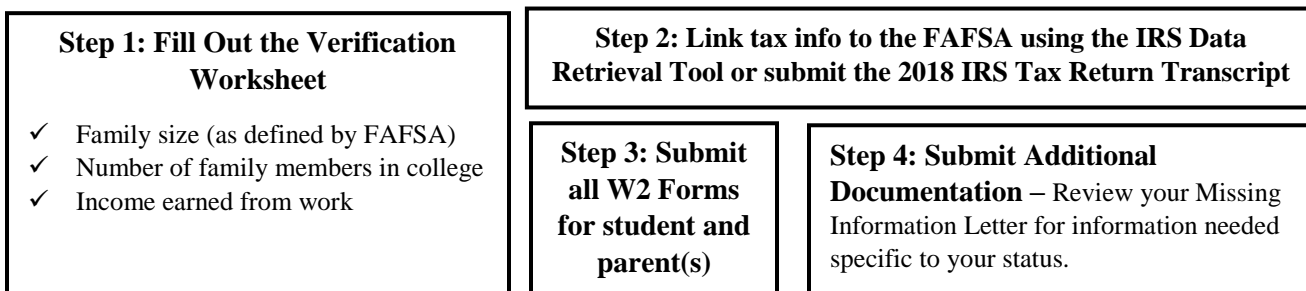 Step 1: Fill Out the Verification
Worksheet
✓ Family size (as defined by FAFSA)
✓ Number of family members in college
✓ Income earned from work
Step 2: Link tax info to the FAFSA using the IRS Data
Retrieval Tool or submit the 2018 IRS Tax Return Transcript
Step 3: Submit
all W2 Forms
for student and
parent(s)
Step 4: Submit Additional
Documentation – Review your Missing
Information Letter for information needed
specific to your status.